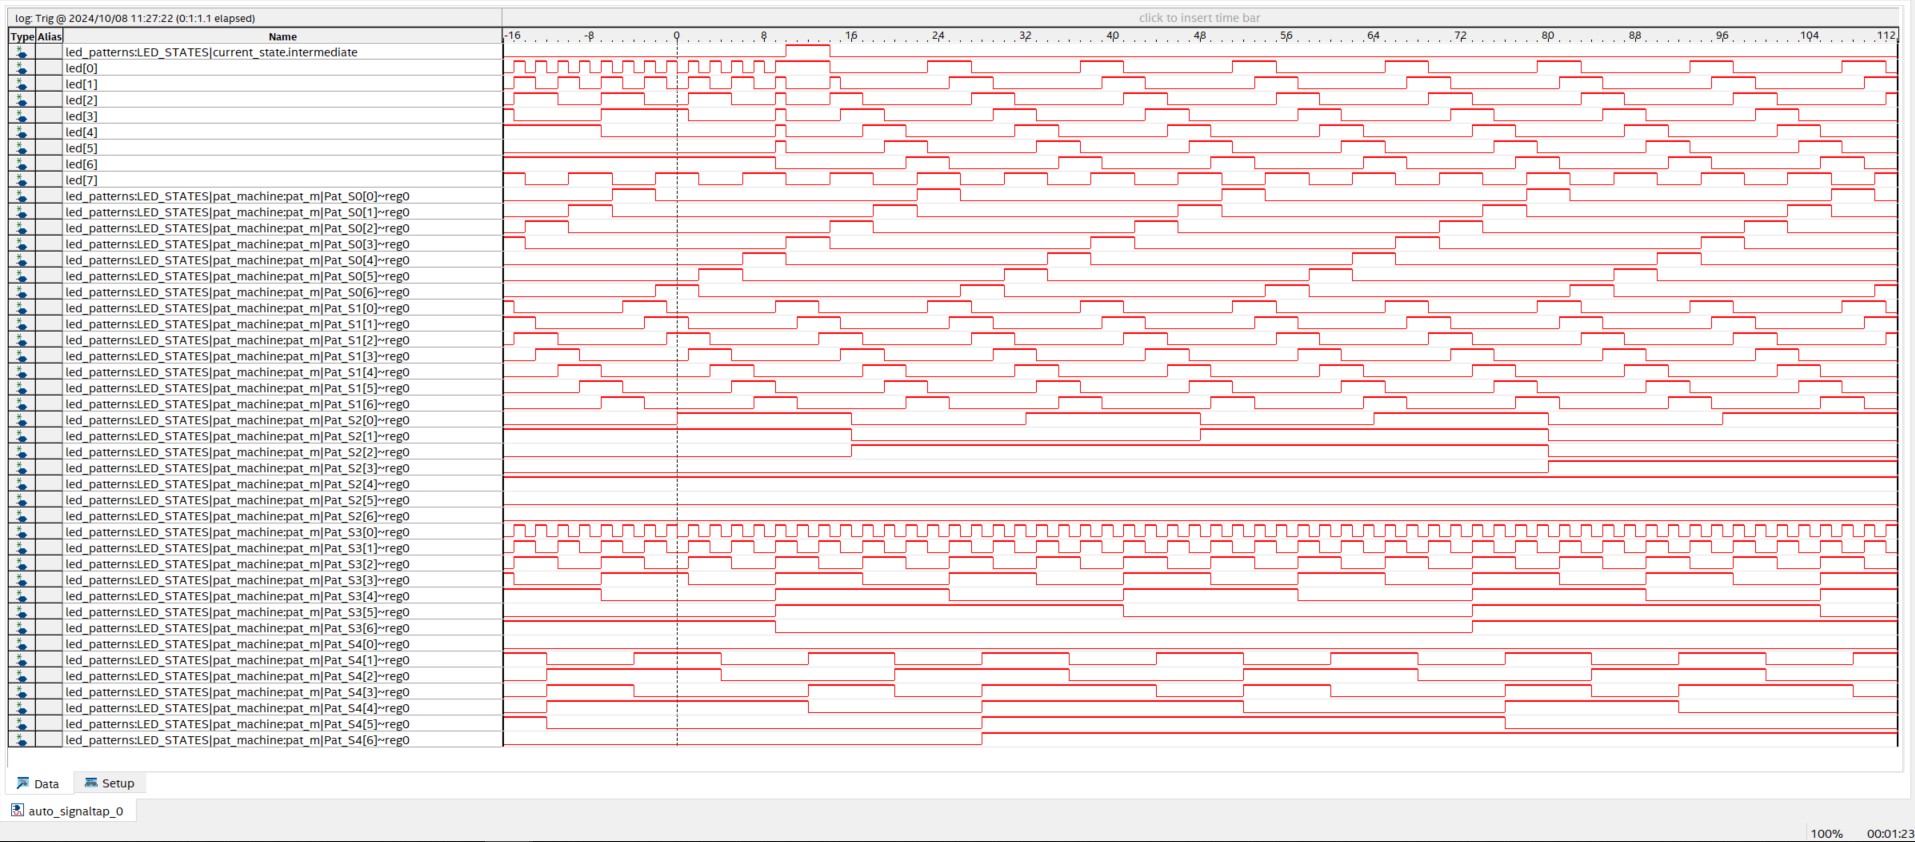 log: Trig @ 2024/10/08 11:27:22 (0:1:1.1 elapsed) click to insert time bar
Type Alias Name -16 -8 0 8 16 24 32 40 48 56 64 72 80 88 96 104 112
led_patterns:LED_STATES|current_state.intermediate
led[0]
led[1]
led[2]
led[3]
led[4]
led[5]
led[6]
led[7]
led_patterns:LED_STATES|pat_machine:pat_m|Pat_S0[0]~reg0
led_patterns:LED_STATES|pat_machine:pat_m|Pat_S0[1]~reg0
led_patterns:LED_STATES|pat_machine:pat_m|Pat_S0[2]~reg0
led_patterns:LED_STATES|pat_machine:pat_m|Pat_S0[3]~reg0
led_patterns:LED_STATES|pat_machine:pat_m|Pat_S0[4]~reg0
led_patterns:LED_STATES|pat_machine:pat_m|Pat_S0[5]~reg0
led_patterns:LED_STATES|pat_machine:pat_m|Pat_S0[6]~reg0
led_patterns:LED_STATES|pat_machine:pat_m|Pat_S1[0]~reg0
led_patterns:LED_STATES|pat_machine:pat_m|Pat_S1[1]~reg0
led_patterns:LED_STATES|pat_machine:pat_m|Pat_S1[2]~reg0
led_patterns:LED_STATES|pat_machine:pat_m|Pat_S1[3]~reg0
led_patterns:LED_STATES|pat_machine:pat_m|Pat_S1[4]~reg0
led_patterns:LED_STATES|pat_machine:pat_m|Pat_S1[5]~reg0
led_patterns:LED_STATES|pat_machine:pat_m|Pat_S1[6]~reg0
led_patterns:LED_STATES|pat_machine:pat_m|Pat_S2[0]~reg0
led_patterns:LED_STATES|pat_machine:pat_m|Pat_S2[1]~reg0
led_patterns:LED_STATES|pat_machine:pat_m|Pat_S2[2]~reg0
led_patterns:LED_STATES|pat_machine:pat_m|Pat_S2[3]~reg0
led_patterns:LED_STATES|pat_machine:pat_m|Pat_S2[4]~reg0
led_patterns:LED_STATES|pat_machine:pat_m|Pat_S2[5]~reg0
led_patterns:LED_STATES|pat_machine:pat_m|Pat_S2[6]~reg0
led_patterns:LED_STATES|pat_machine:pat_m|Pat_S3[0]~reg0
led_patterns:LED_STATES|pat_machine:pat_m|Pat_S3[1]~reg0
led_patterns:LED_STATES|pat_machine:pat_m|Pat_S3[2]~reg0
led_patterns:LED_STATES|pat_machine:pat_m|Pat_S3[3]~reg0
led_patterns:LED_STATES|pat_machine:pat_m|Pat_S3[4]~reg0
led_patterns:LED_STATES|pat_machine:pat_m|Pat_S3[5]~reg0
led_patterns:LED_STATES|pat_machine:pat_m|Pat_S3[6]~reg0
led_patterns:LED_STATES|pat_machine:pat_m|Pat_S4[0]~reg0
led_patterns:LED_STATES|pat_machine:pat_m|Pat_S4[1]~reg0
led_patterns:LED_STATES|pat_machine:pat_m|Pat_S4[2]~reg0
led_patterns:LED_STATES|pat_machine:pat_m|Pat_S4[3]~reg0
led_patterns:LED_STATES|pat_machine:pat_m|Pat_S4[4]~reg0
led_patterns:LED_STATES|pat_machine:pat_m|Pat_S4[5]~reg0
led_patterns:LED_STATES|pat_machine:pat_m|Pat_S4[6]~reg0
Data Setup
auto_signaltap_0
100% 00:01:23